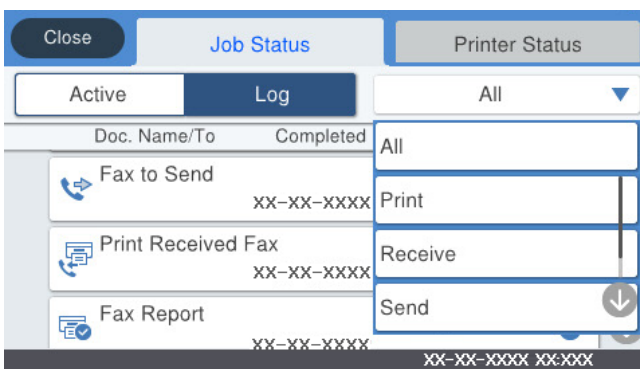 Close Job Status Printer Status
Active Log All
Doc. Name/To Completed
All
Fax to Send
XX-XX-XXXX
Print
Print Received Fax
XX-XX-XXXX
Receive
Fax Report
XX-XX-XXXX
Send
XX-XX-XXXX XX:XXX